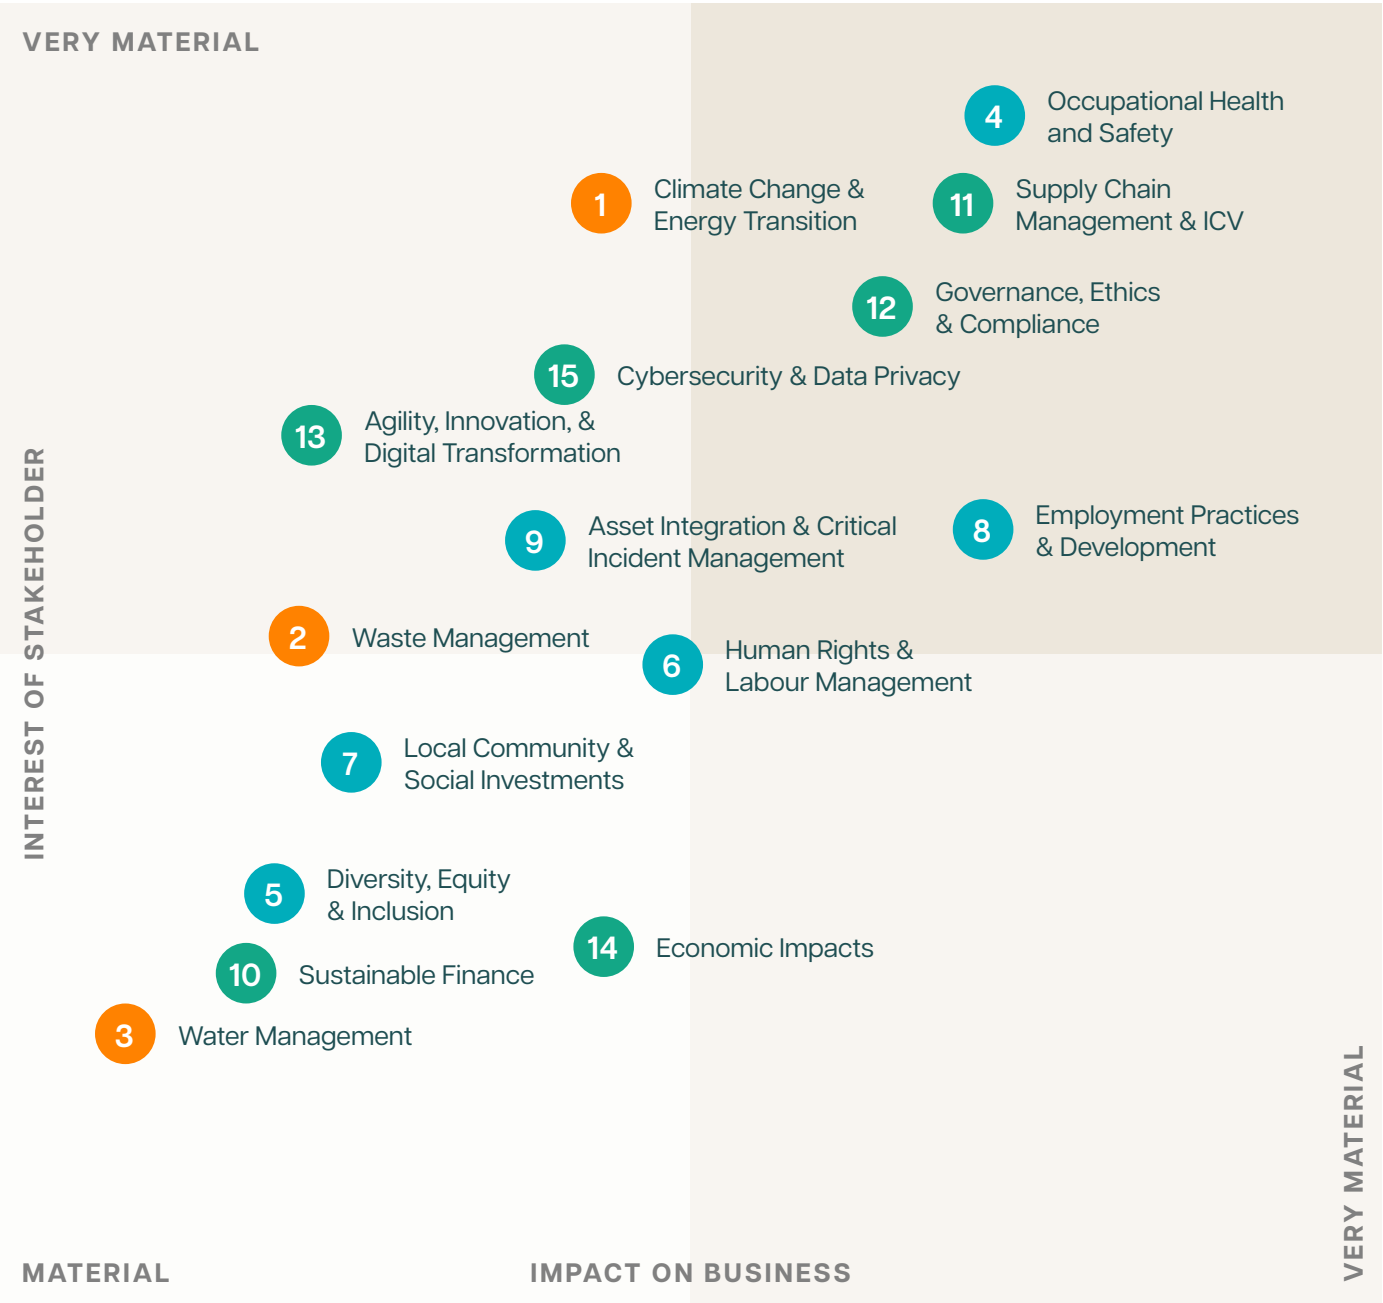 VERY MATERIAL
4
Occupational Health
and Safety
1
Climate Change &
Energy Transition
11
Supply Chain
Management & ICV
12
Governance, Ethics
& Compliance
15
Cybersecurity & Data Privacy
13
Agility, Innovation, &
Digital Transformation
9
Asset Integration & Critical
Incident Management
8
Employment Practices
& Development
2
Waste Management
6
Human Rights &
Labour Management
INTEREST OF STAKEHOLDER
7
Local Community &
Social Investments
5
Diversity, Equity
& Inclusion
14
Economic Impacts
10
Sustainable Finance
3
Water Management
VERY MATERIAL
MATERIAL
IMPACT ON BUSINESS